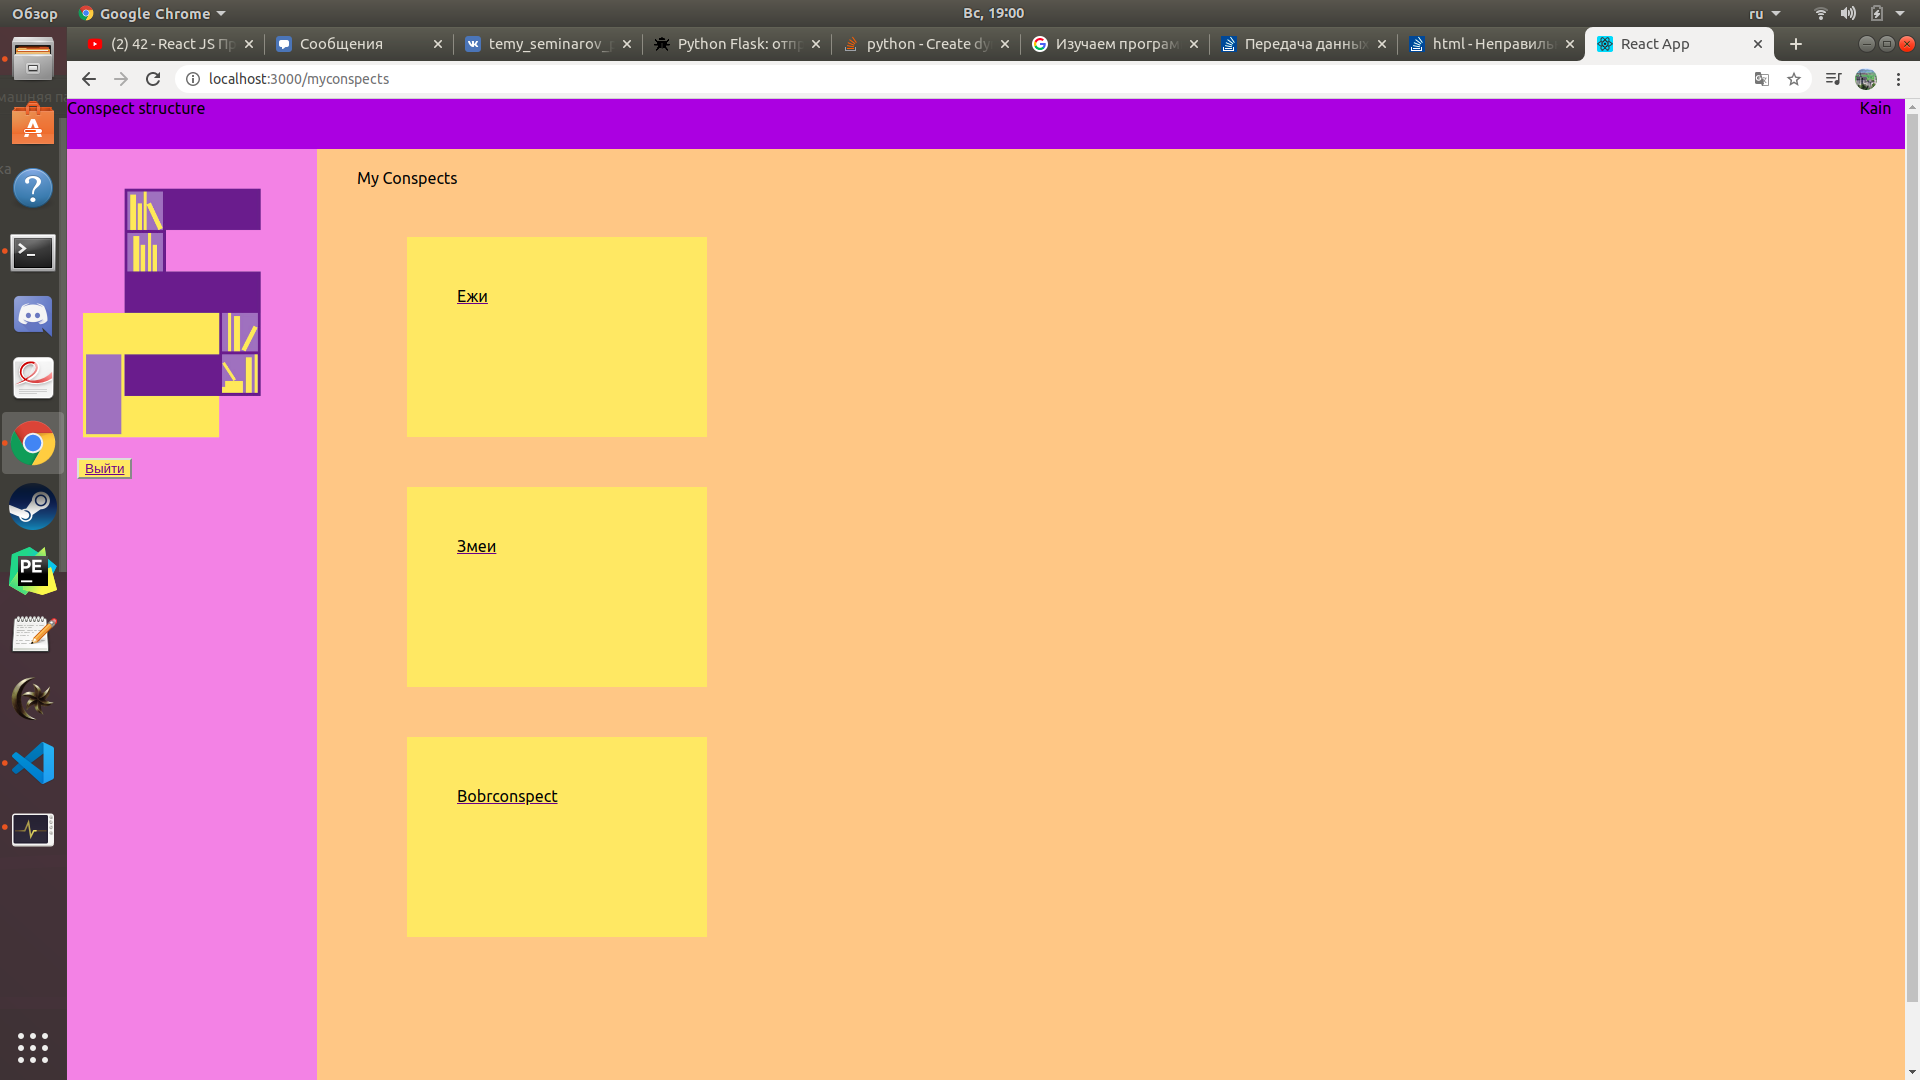 Обзор Google Chrome Вс, 19:00 ru
(2) 42 - React JS Пр Сообщения temy_seminarov_ Python Flask: отпр python - Create dy Изучаем програм Передача данных html - Неправиль React App
localhost:3000/myconspects
Conspect structure Kain
My Conspects
Ежи
Выйти
Змеи
Bobrconspect
PE